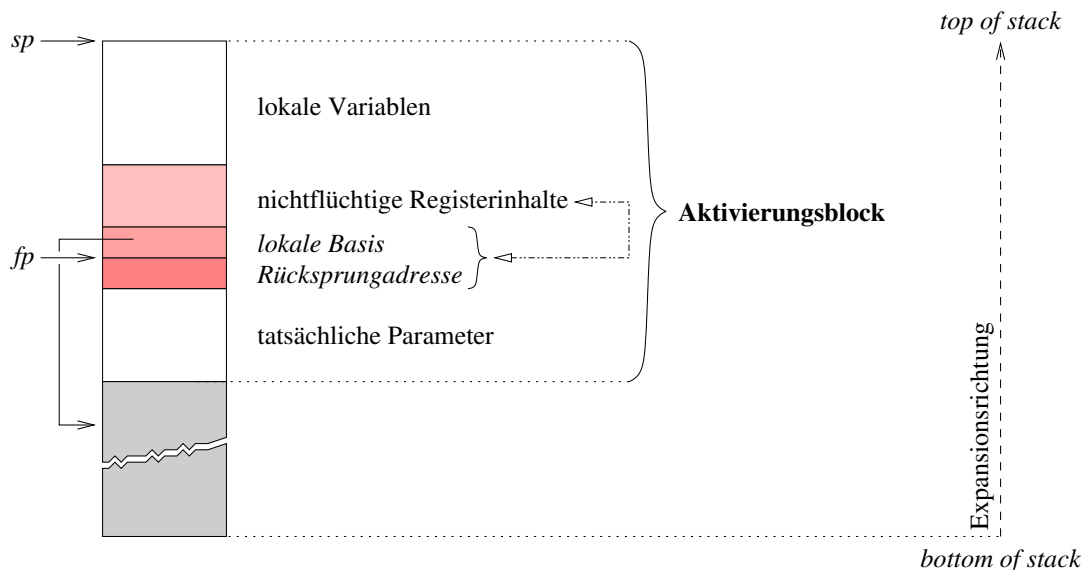 top of stack
sp
lokale Variablen
nichtflüchtige Registerinhalte
Aktivierungsblock
lokale Basis
fp
Rücksprungadresse
tatsächliche Parameter
Expansionsrichtung
bottom of stack